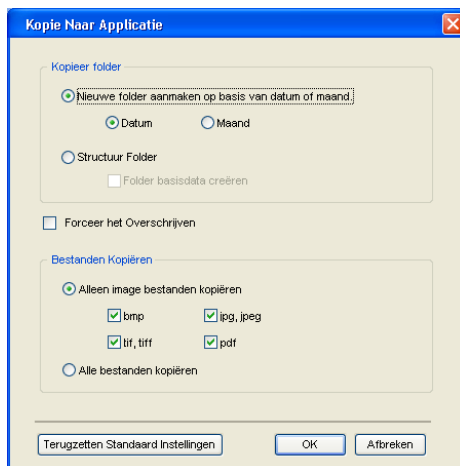 Kopie Naar Applicatie
Kopieer folder
Nieuwe folder aanmaken op basis van datum of maand.
Datum Maand
Structuur Folder
Folder basisdata creëren
Forceer het Overschrijven
Bestanden Kopiëren
Alleen image bestanden kopiëren
bmp jpg, jpeg
tif, tiff pdf
Alle bestanden kopiëren
Terugzetten Standaard Instellingen OK Afbreken